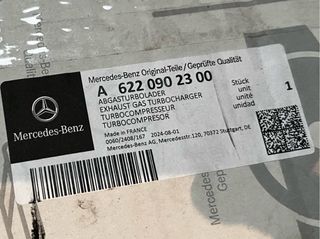 Mercedes-Benz Original-Teile/Geprüfte Qualität
A 622 090 23 00
ABGASTURBOLADER
EXHAUST GAS TURBOCHARGER
TURBOCOMPRESSEUR
TURBOCOMPRESOR
Stück
unit
unité
unidad
1
Made in FRANCE
0060/2408/167 2024-08-01
Mercedes-Benz AG, Mercedesstr.120, 70372 Stuttgart, DE
Mercedes-Benz